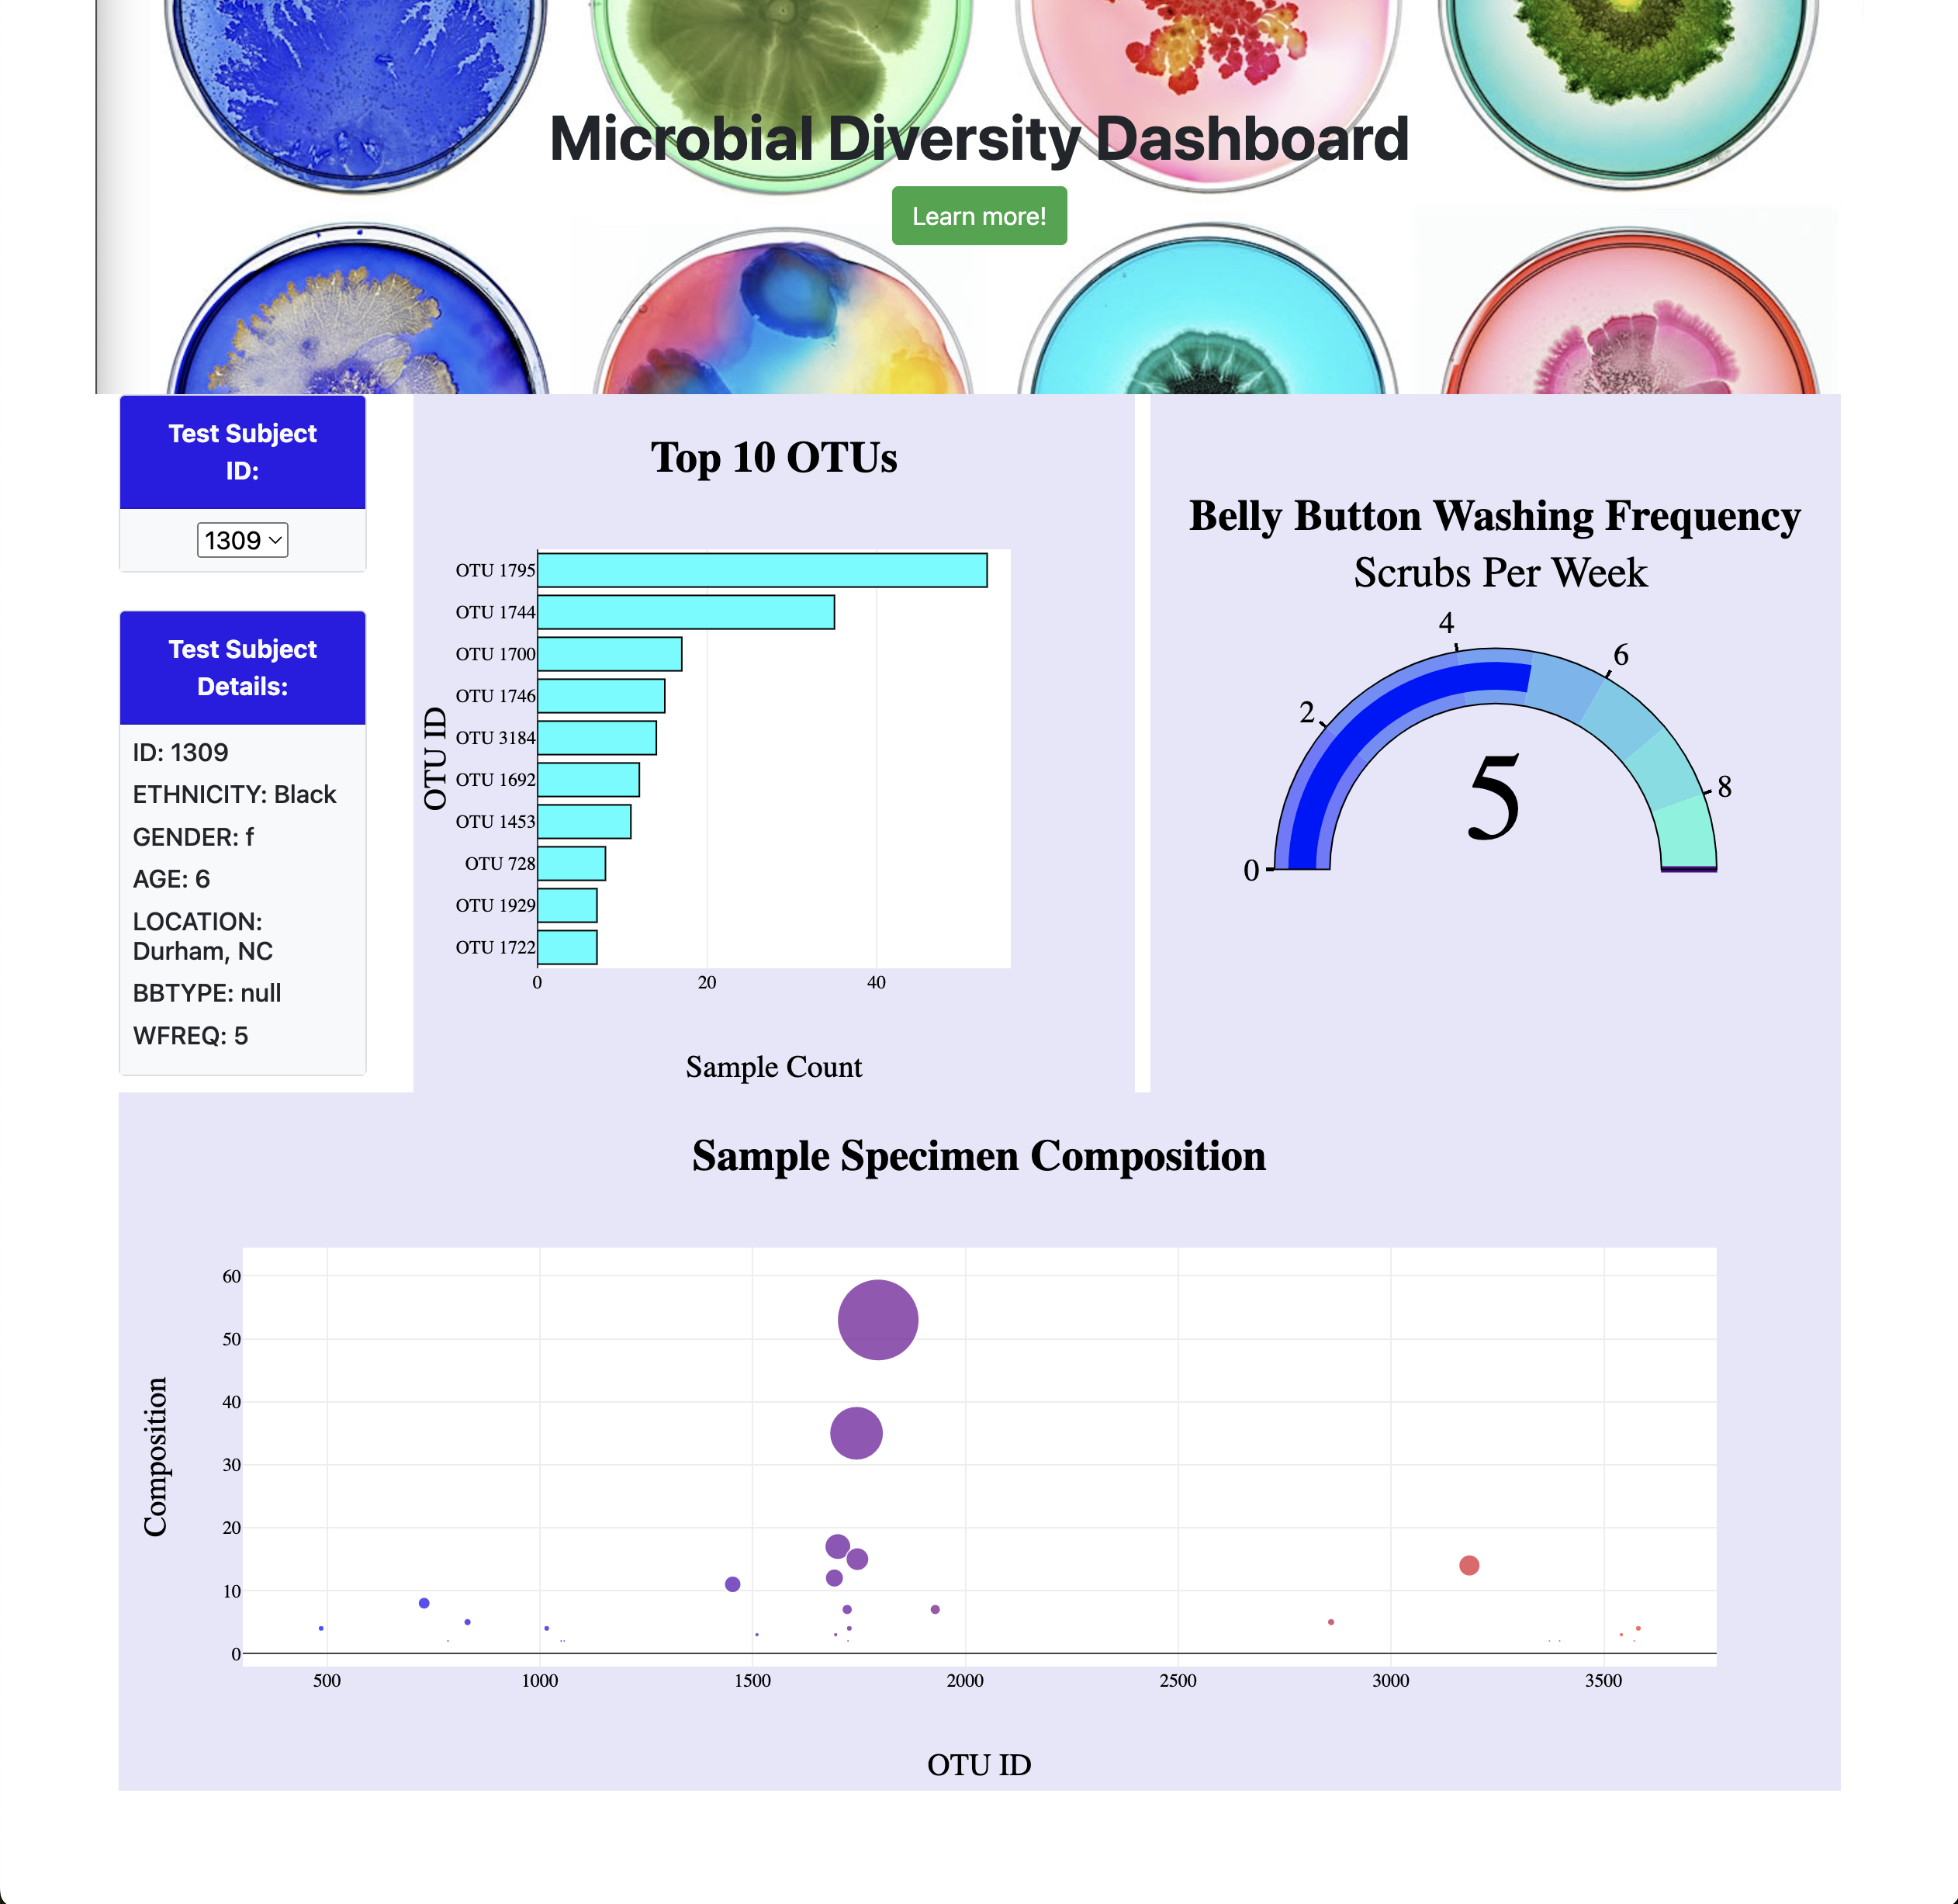 Microbial Diversity Dashboard
Learn more!
Test Subject
ID:
1309
Test Subject
Details:
ID: 1309
ETHNICITY: Black
GENDER: f
AGE: 6
LOCATION:
Durham, NC
BBTYPE: null
WFREQ: 5
Top 10 OTUs
OTU ID
OTU 1795
OTU 1744
OTU 1700
OTU 1746
OTU 3184
OTU 1692
OTU 1453
OTU 728
OTU 1929
OTU 1722
0 20 40
Sample Count
Belly Button Washing Frequency
Scrubs Per Week
0
2
4
6
8
5
Sample Specimen Composition
Composition
60
50
40
30
20
10
0
500 1000 1500 2000 2500 3000 3500
OTU ID